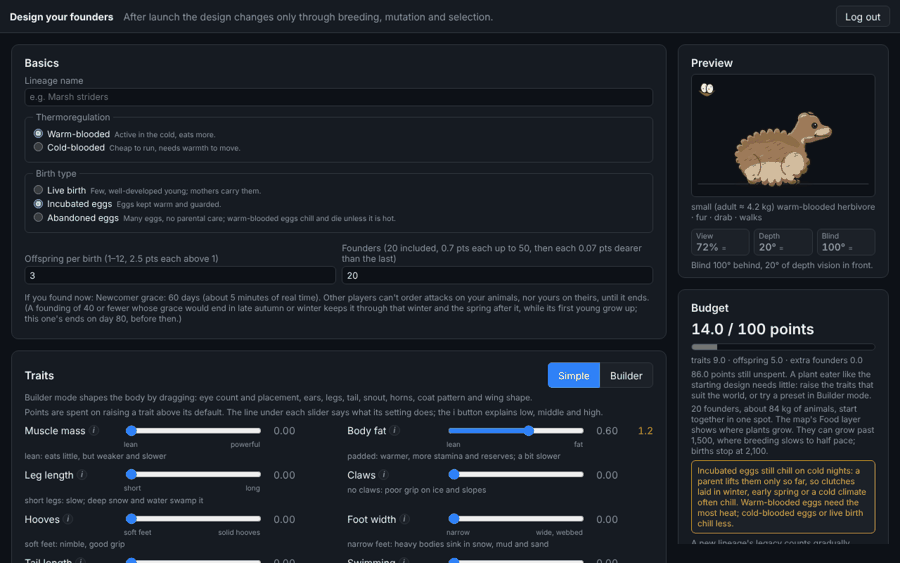 Design your founders
After launch the design changes only through breeding, mutation and selection.
Log out
Basics
Lineage name
e.g. Marsh striders
Thermoregulation
Warm-blooded Active in the cold, eats more.
Cold-blooded Cheap to run, needs warmth to move.
Birth type
Live birth Few, well-developed young; mothers carry them.
Incubated eggs Eggs kept warm and guarded.
Abandoned eggs Many eggs, no parental care; warm-blooded eggs chill and die unless it is hot.
Offspring per birth (1–12, 2.5 pts each above 1)
3
Founders (20 included, 0.7 pts each up to 50, then each 0.07 pts dearer
than the last)
20
If you found now: Newcomer grace: 60 days (about 5 minutes of real time). Other players can't order attacks on your animals, nor yours on theirs, until it ends.
(A founding of 40 or fewer whose grace would end in late autumn or winter keeps it through that winter and the spring after it, while its first young grow up;
this one's ends on day 80, before then.)
Traits
Simple
Builder
Builder mode shapes the body by dragging: eye count and placement, ears, legs, tail, snout, horns, coat pattern and wing shape.
Points are spent on raising a trait above its default. The line under each slider says what its setting does; the i button explains low, middle and high.
Muscle mass i 0.00
lean powerful
lean: eats little, but weaker and slower
Body fat i 0.60 1.2
lean fat
padded: warmer, more stamina and reserves; a bit slower
Leg length i 0.00
short long
short legs: slow; deep snow and water swamp it
Claws i 0.00
no claws: poor grip on ice and slopes
Hooves i 0.00
soft feet solid hooves
soft feet: nimble, good grip
Foot width i 0.00
narrow wide, webbed
narrow feet: heavy bodies sink in snow, mud and sand
Tail length i 0.00
Swimming i 0.00
Preview
small (adult ≈ 4.2 kg) warm-blooded herbivore
· fur · drab · walks
View
72% =
Depth
20° =
Blind
100° =
Blind 100° behind, 20° of depth vision in front.
Budget
14.0 / 100 points
traits 9.0 · offspring 5.0 · extra founders 0.0
86.0 points still unspent. A plant eater like the
starting design needs little: raise the traits that
suit the world, or try a preset in Builder mode.
20 founders, about 84 kg of animals, start
together in one spot. The map's Food layer
shows where plants grow. They can grow past
1,500, where breeding slows to half pace;
births stop at 2,100.
Incubated eggs still chill on cold nights: a
parent lifts them only so far, so clutches
laid in winter, early spring or a cold climate
often chill. Warm-blooded eggs need the
most heat; cold-blooded eggs or live birth
chill less.
A new lineage's legacy counts gradually